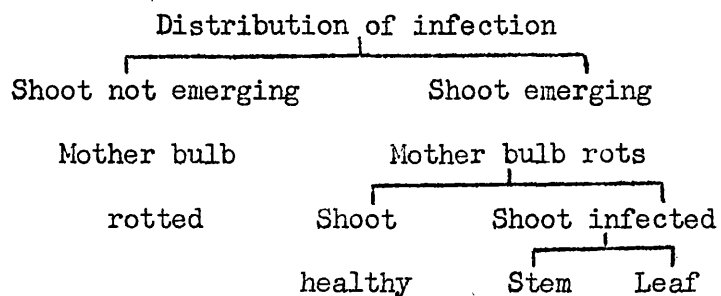 Distribution of infection
Shoot not emerging Shoot emerging
Mother bulb Mother bulb rots
rotted Shoot Shoot infected
healthy Stem Leaf